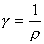 γ = 1/ρ